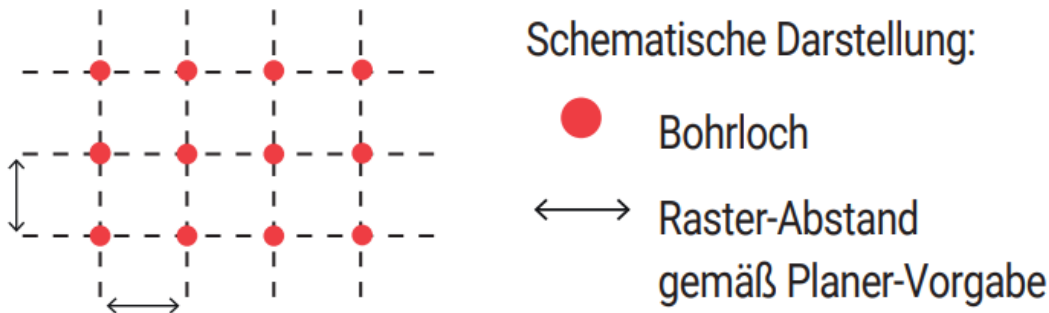 Schematische Darstellung:
Bohrloch
Raster-Abstand
gemäß Planer-Vorgabe